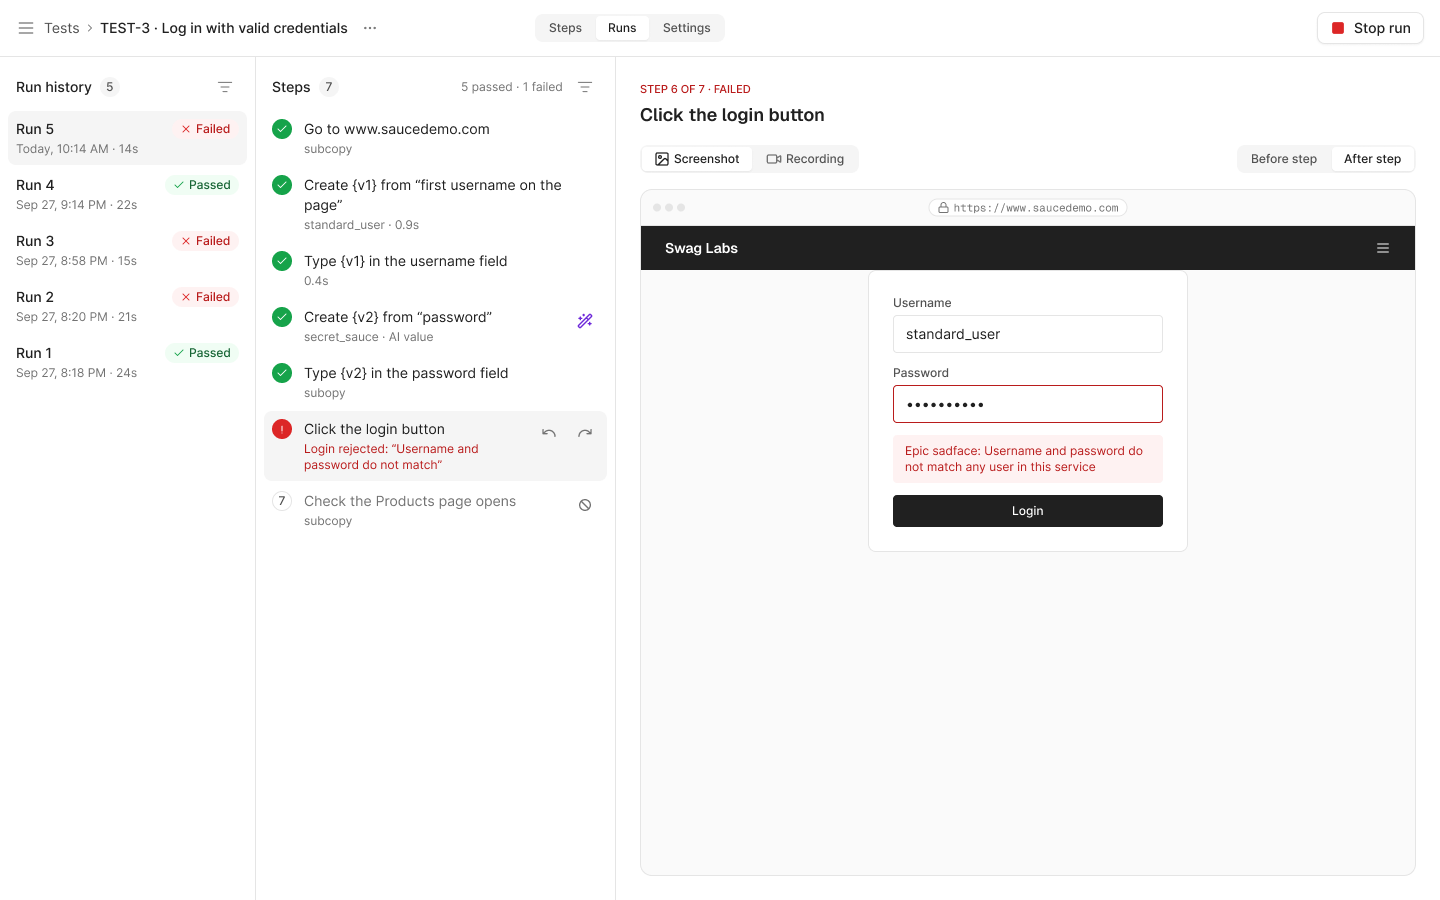 Tests > TEST-3 · Log in with valid credentials ···
Steps Runs Settings
Stop run
Run history 5
Run 5 Failed
Today, 10:14 AM · 14s
Run 4 Passed
Sep 27, 9:14 PM · 22s
Run 3 Failed
Sep 27, 8:58 PM · 15s
Run 2 Failed
Sep 27, 8:20 PM · 21s
Run 1 Passed
Sep 27, 8:18 PM · 24s
Steps 7 5 passed · 1 failed
Go to www.saucedemo.com
subcopy
Create {v1} from “first username on the
page”
standard_user · 0.9s
Type {v1} in the username field
0.4s
Create {v2} from “password”
secret_sauce · AI value
Type {v2} in the password field
subopy
Click the login button
Login rejected: “Username and
password do not match”
7 Check the Products page opens
subcopy
STEP 6 OF 7 · FAILED
Click the login button
Screenshot Recording
Before step After step
https://www.saucedemo.com
Swag Labs
Username
standard_user
Password
••••••••••
Epic sadface: Username and password do
not match any user in this service
Login